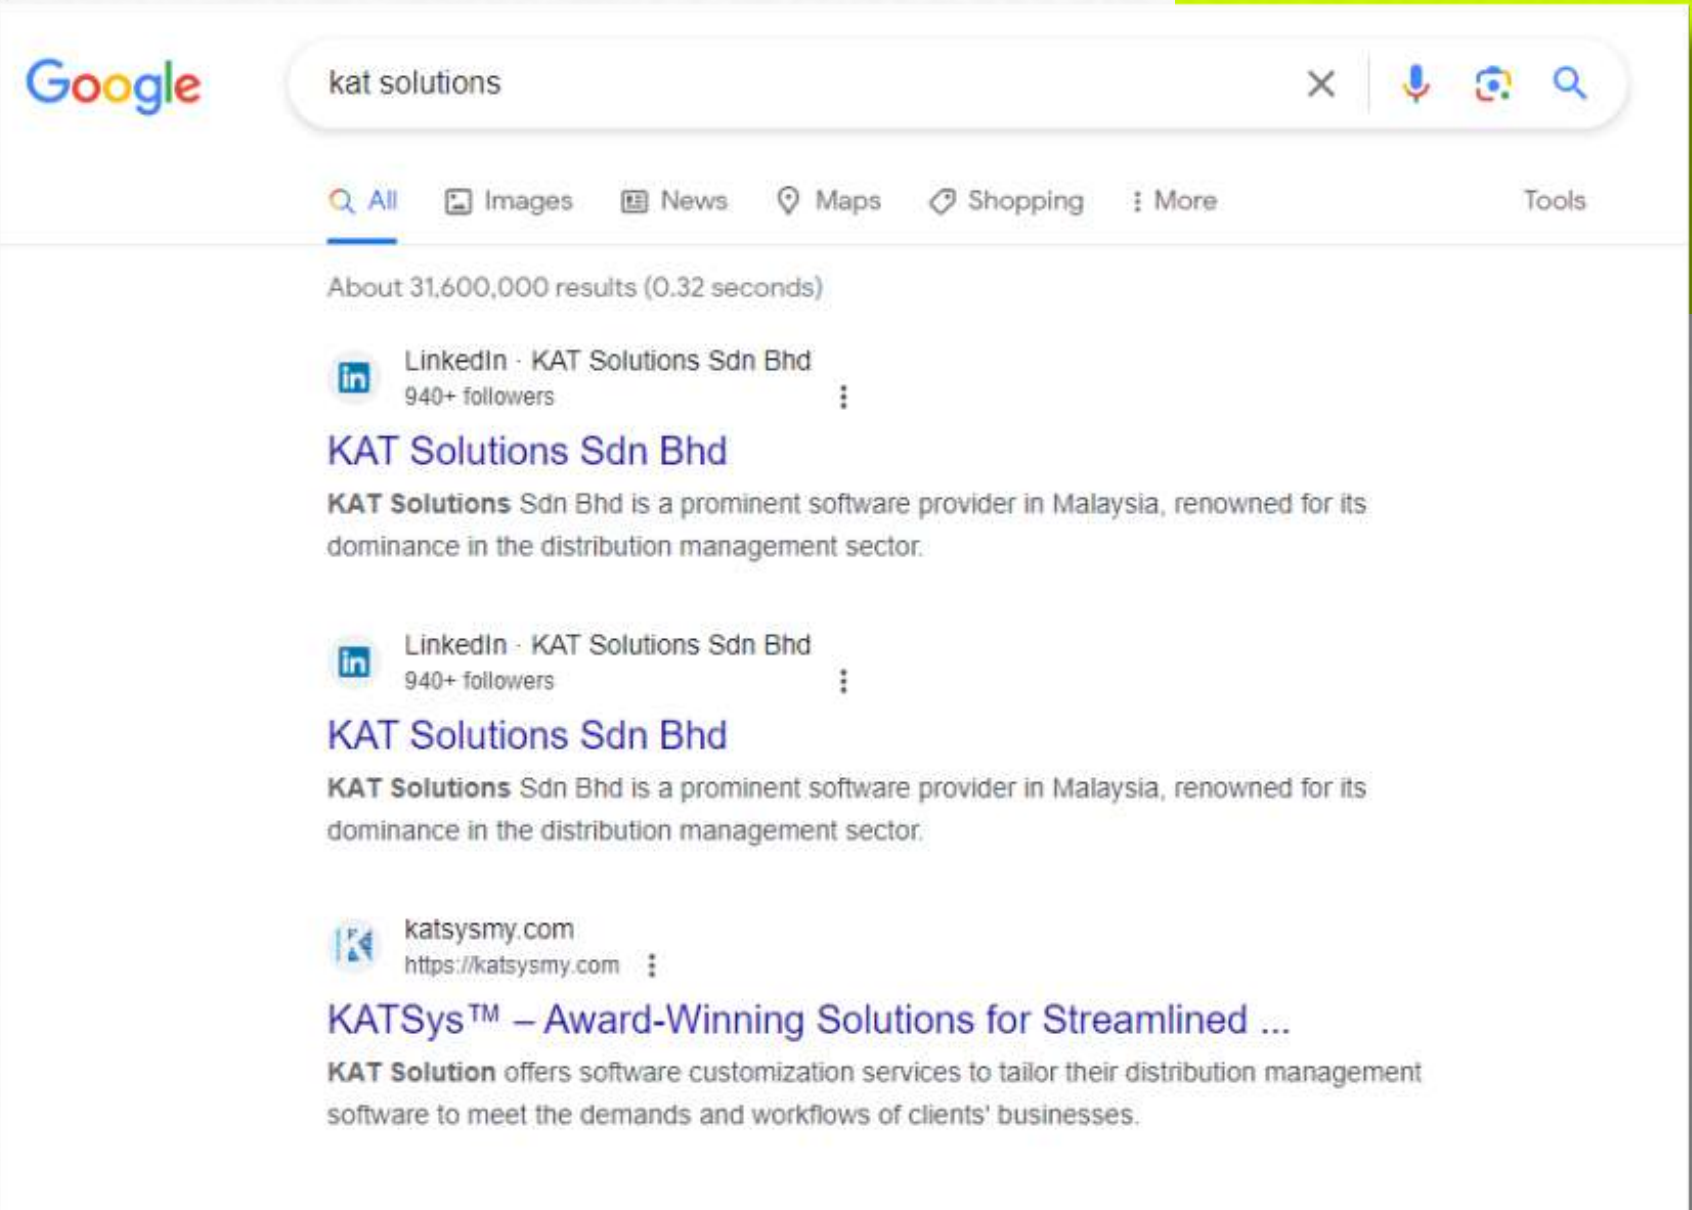 Google
kat solutions
All Images News Maps Shopping More Tools
About 31,600,000 results (0.32 seconds)
LinkedIn · KAT Solutions Sdn Bhd
940+ followers
KAT Solutions Sdn Bhd
KAT Solutions Sdn Bhd is a prominent software provider in Malaysia, renowned for its
dominance in the distribution management sector.
LinkedIn · KAT Solutions Sdn Bhd
940+ followers
KAT Solutions Sdn Bhd
KAT Solutions Sdn Bhd is a prominent software provider in Malaysia, renowned for its
dominance in the distribution management sector.
katsysmy.com
https://katsysmy.com
KATSys™ – Award-Winning Solutions for Streamlined ...
KAT Solution offers software customization services to tailor their distribution management
software to meet the demands and workflows of clients' businesses.